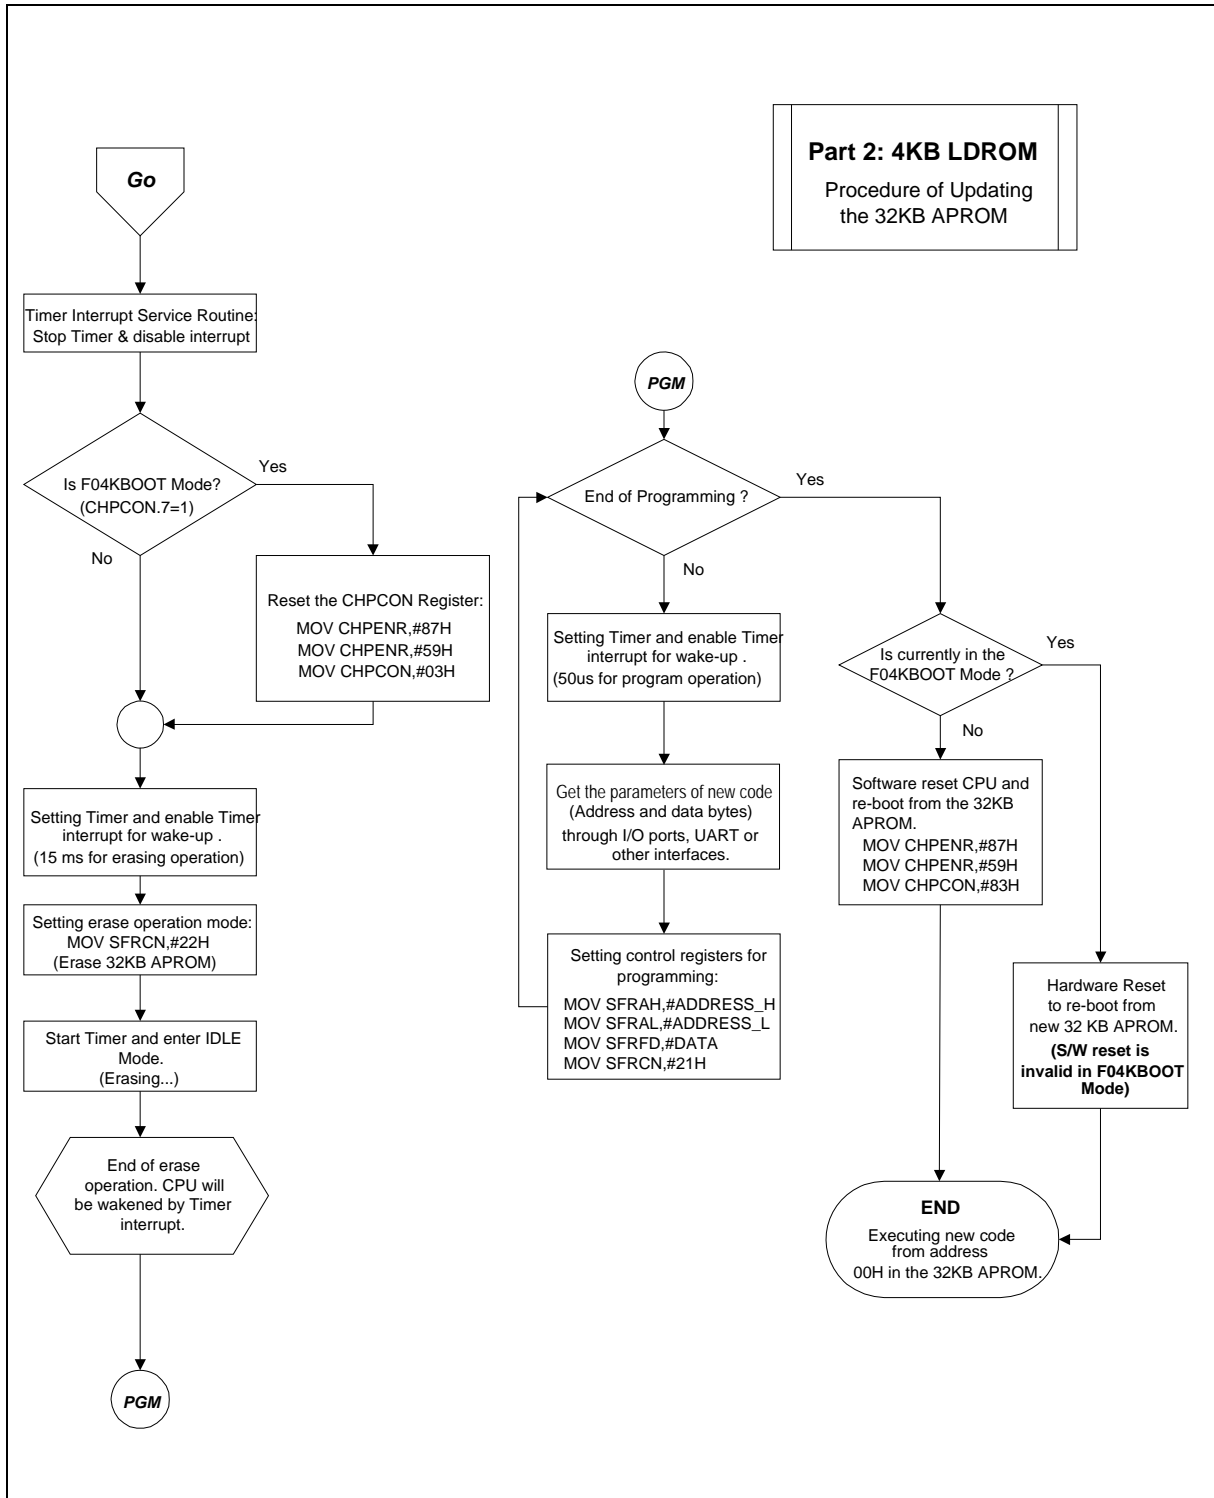 Part 2: 4KB LDROM
Procedure of Updating
the 32KB APROM
Go
Timer Interrupt Service Routine:
Stop Timer & disable interrupt
Is F04KBOOT Mode?
(CHPCON.7=1)
Yes
No
Reset the CHPCON Register:
MOV CHPENR,#87H
MOV CHPENR,#59H
MOV CHPCON,#03H
Setting Timer and enable Timer
interrupt for wake-up .
(15 ms for erasing operation)
Setting erase operation mode:
MOV SFRCN,#22H
(Erase 32KB APROM)
Start Timer and enter IDLE
Mode.
(Erasing...)
End of erase
operation. CPU will
be wakened by Timer
interrupt.
PGM
PGM
End of Programming ?
Yes
No
Setting Timer and enable Timer
interrupt for wake-up .
(50us for program operation)
Get the parameters of new code
(Address and data bytes)
through I/O ports, UART or
other interfaces.
Setting control registers for
programming:
MOV SFRAH,#ADDRESS_H
MOV SFRAL,#ADDRESS_L
MOV SFRFD,#DATA
MOV SFRCN,#21H
Is currently in the
F04KBOOT Mode ?
Yes
No
Software reset CPU and
re-boot from the 32KB
APROM.
MOV CHPENR,#87H
MOV CHPENR,#59H
MOV CHPCON,#83H
Hardware Reset
to re-boot from
new 32 KB APROM.
(S/W reset is
invalid in F04KBOOT
Mode)
END
Executing new code
from address
00H in the 32KB APROM.